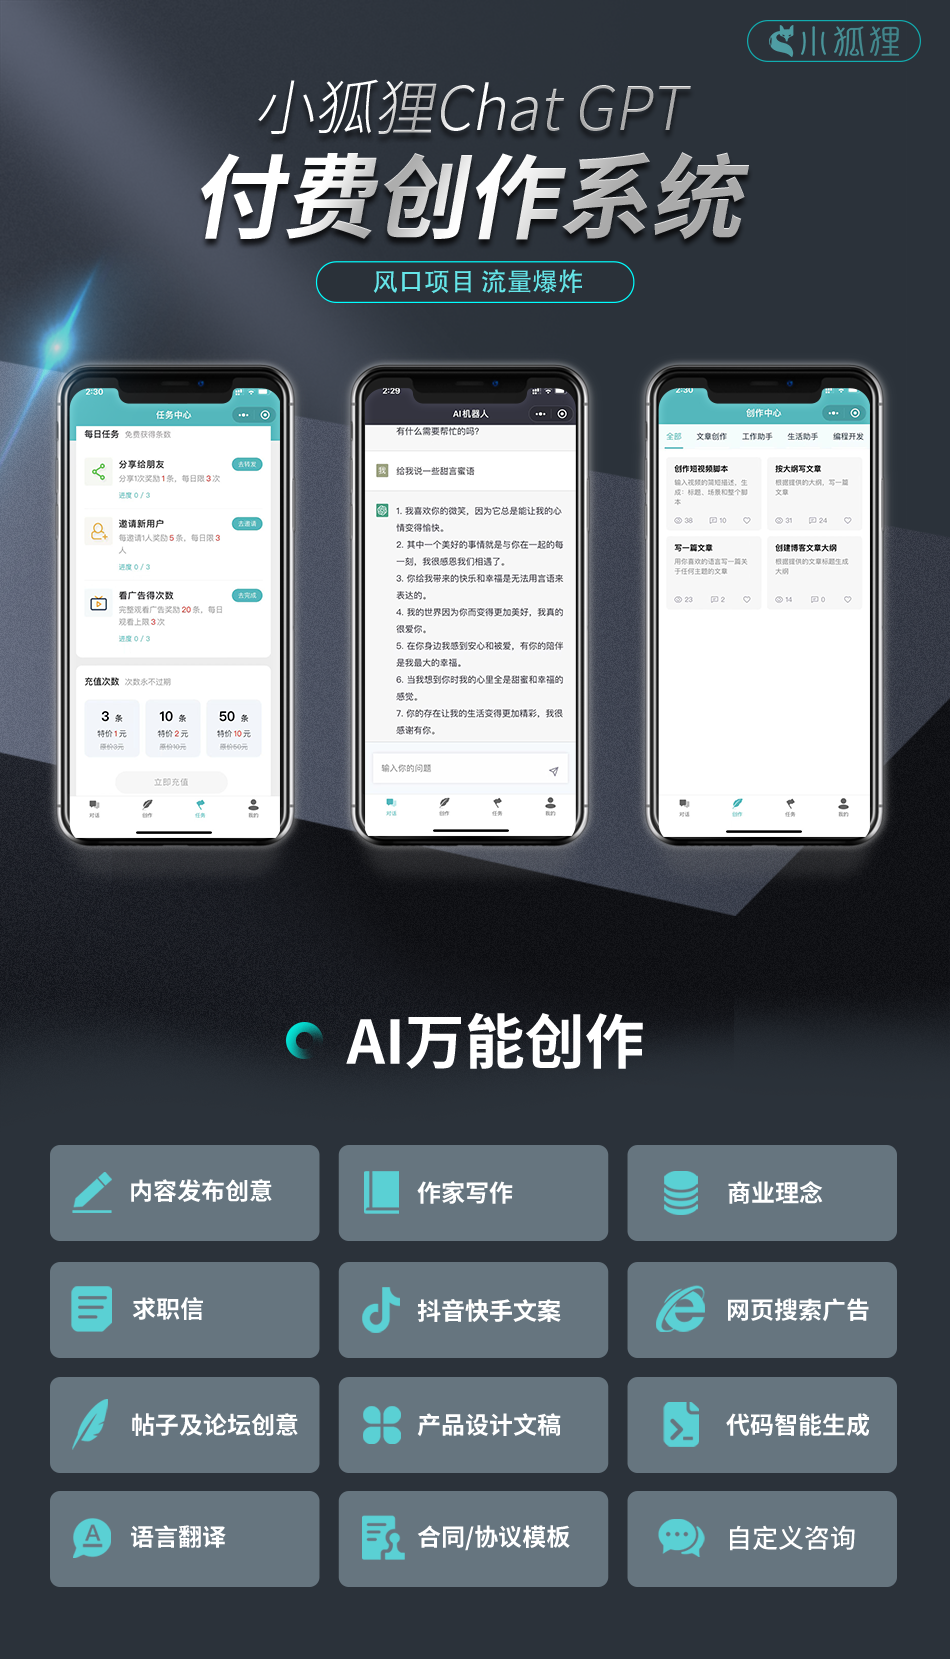 小狐狸
小狐狸Chat GPT
付费创作系统
风口项目 流量爆炸
2:30
任务中心
每日任务 免费获得条数
分享给朋友
去转发
分享1次奖励1条，每日限3次
进度 0 / 3
邀请新用户
去邀请
每邀请1人奖励5条，每日限3
人
进度 0 / 3
看广告得次数
去完成
完整观看广告奖励20条，每日
观看上限3次
进度 0 / 3
充值次数 次数永不过期
3 条
10 条
50 条
特价1元
特价2元
特价10元
原价3元
原价10元
原价50元
立即充值
对话
创作
任务
我的
2:29
AI机器人
有什么需要帮忙的吗?
我
给我说一些甜言蜜语
1. 我喜欢你的微笑，因为它总是能让我的心
情变得愉快。
2. 其中一个美好的事情就是与你在一起的每
一刻，我很感恩我们相遇了。
3. 你给我带来的快乐和幸福是无法用言语来
表达的。
4. 我的世界因为你而变得更加美好，我真的
很爱你。
5. 在你身边我感到安心和被爱，有你的陪伴
是我最大的幸福。
6. 当我想到你时我的心里全是甜蜜和幸福的
感觉。
7. 你的存在让我的生活变得更加精彩，我很
感谢有你。
输入你的问题
对话
创作
任务
我的
2:30
创作中心
全部 文章创作 工作助手 生活助手 编程开发
创作短视频脚本
输入视频的简短描述，生
成：标题、场景和整个脚
本
38 10
按大纲写文章
根据提供的大纲，写一篇
文章
31 24
写一篇文章
用你喜欢的语言写一篇关
于任何主题的文章
23 2
创建博客文章大纲
根据提供的文章标题生成
大纲
14 0
对话
创作
任务
我的
AI万能创作
内容发布创意
作家写作
商业理念
求职信
抖音快手文案
网页搜索广告
帖子及论坛创意
产品设计文稿
代码智能生成
语言翻译
合同/协议模板
自定义咨询